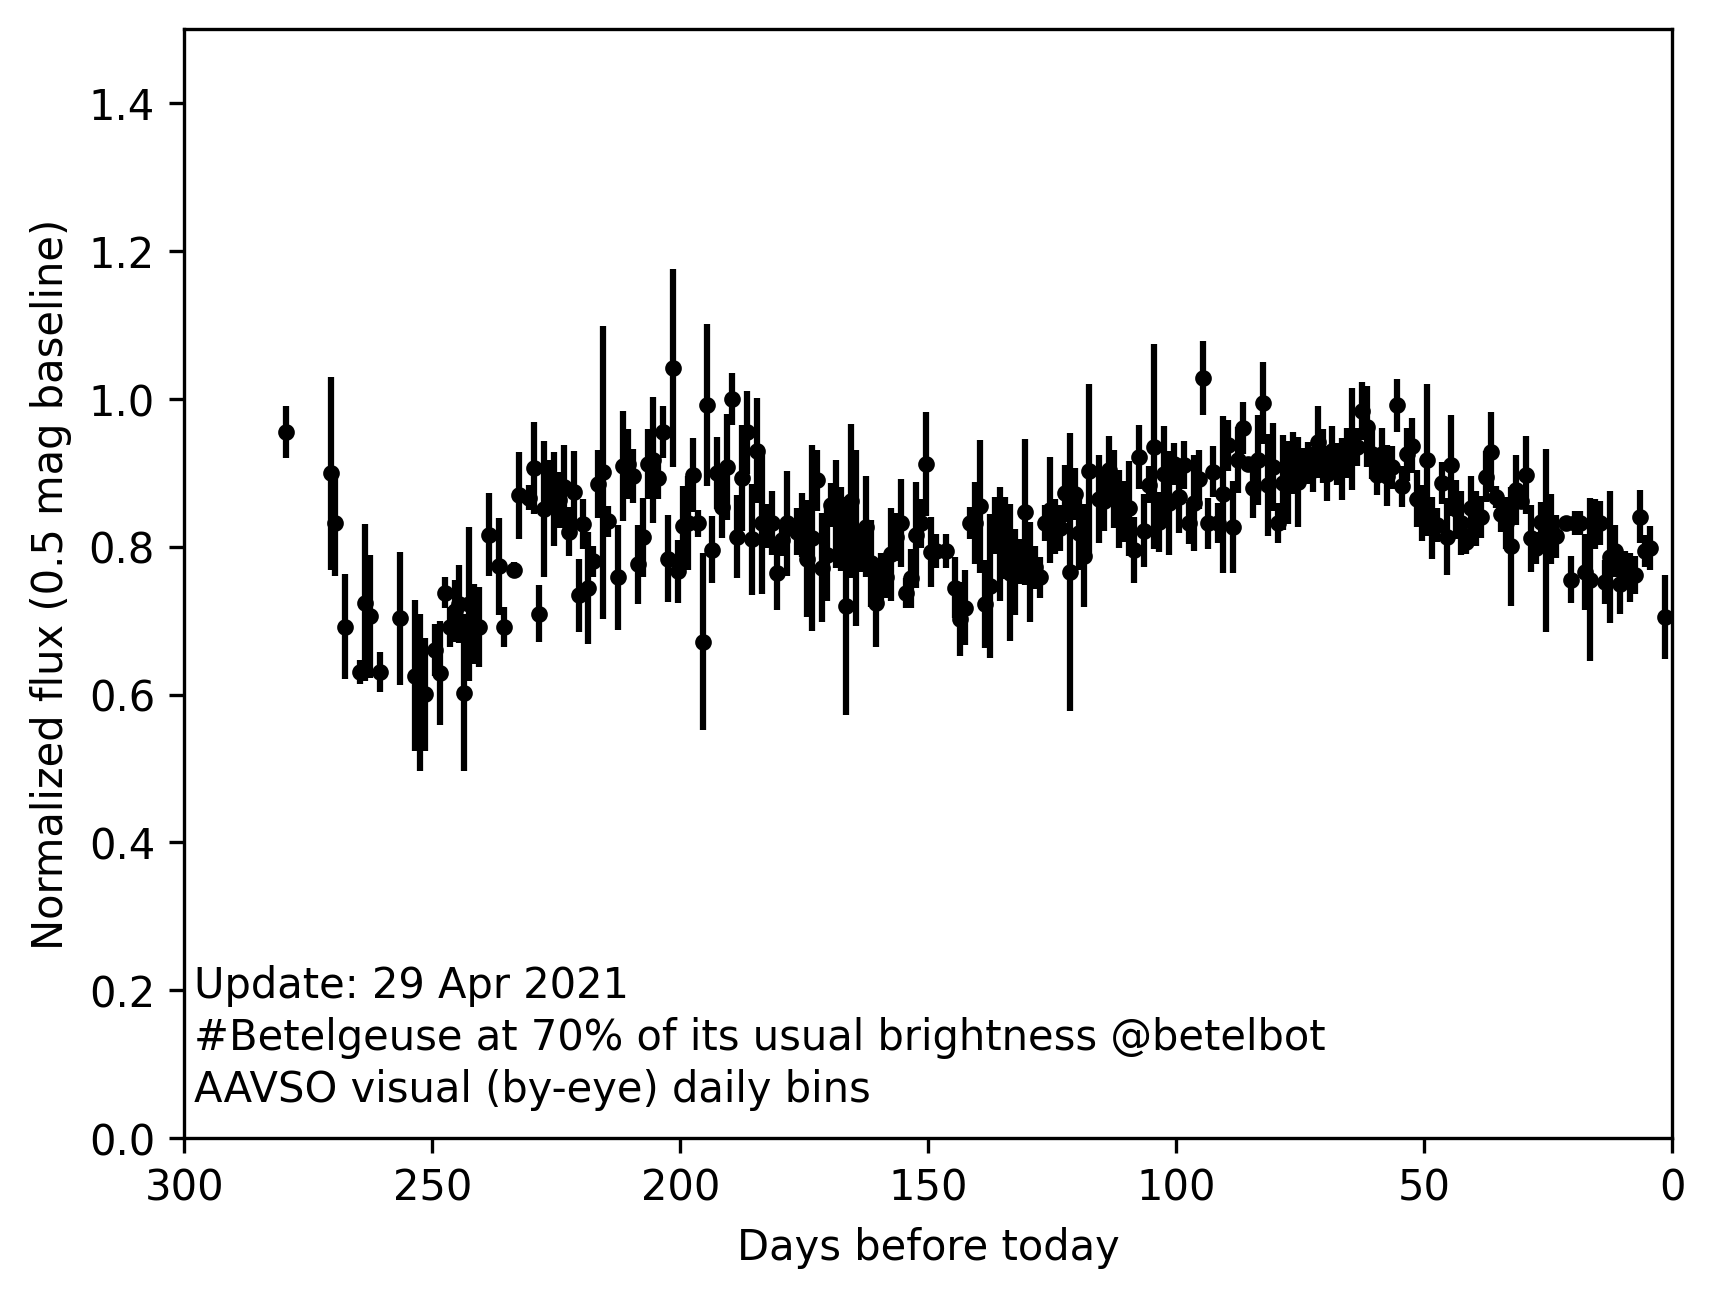 Normalized flux (0.5 mag baseline)
1.4
1.2
1.0
0.8
0.6
0.4
0.2
0.0
Update: 29 Apr 2021
#Betelgeuse at 70% of its usual brightness @betelbot
AAVSO visual (by-eye) daily bins
300 250 200 150 100 50 0
Days before today